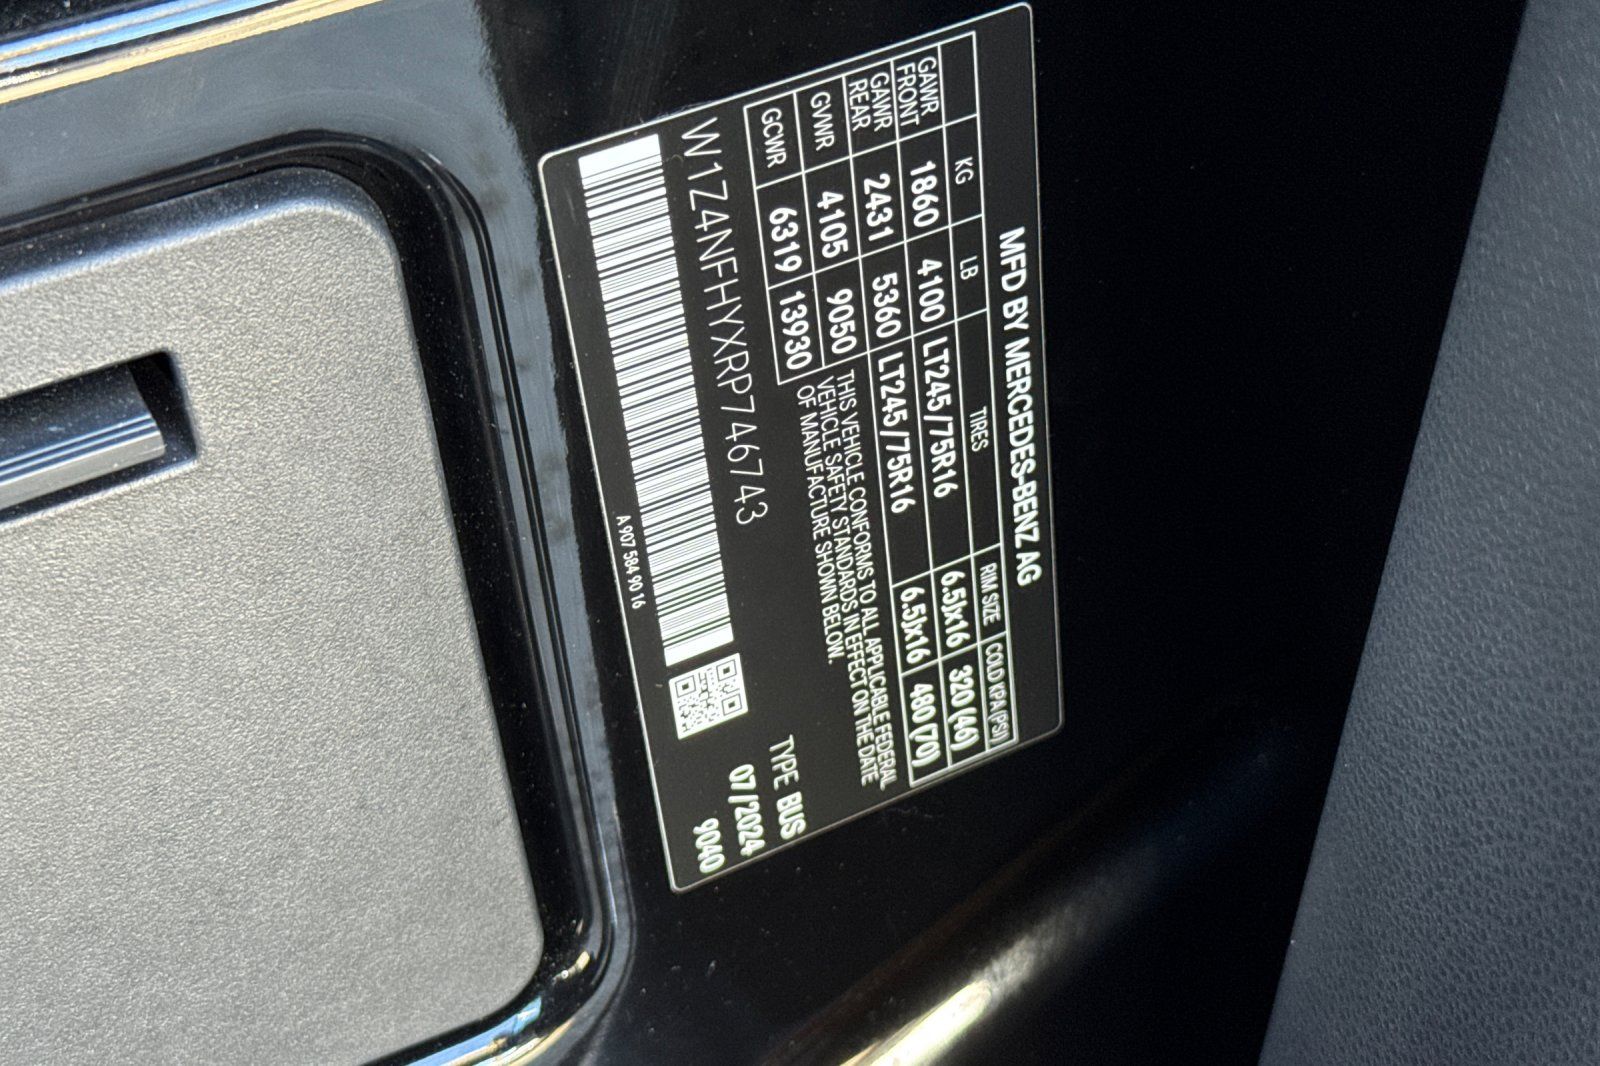 MFD BY MERCEDES-BENZ AG
KG LB TIRES RIM SIZE COLD KPA (PSI)
GAWR FRONT 1860 4100 LT245/75R16 6.5Jx16 320 (46)
GAWR REAR 2431 5360 LT245/75R16 6.5Jx16 480 (70)
GVWR 4105 9050
GCWR 6319 13930
THIS VEHICLE CONFORMS TO ALL APPLICABLE FEDERAL
VEHICLE SAFETY STANDARDS IN EFFECT ON THE DATE
OF MANUFACTURE SHOWN BELOW.
W1Z4NFHYXRP746743
TYPE BUS
07/2024
9040
A 907 584 90 16